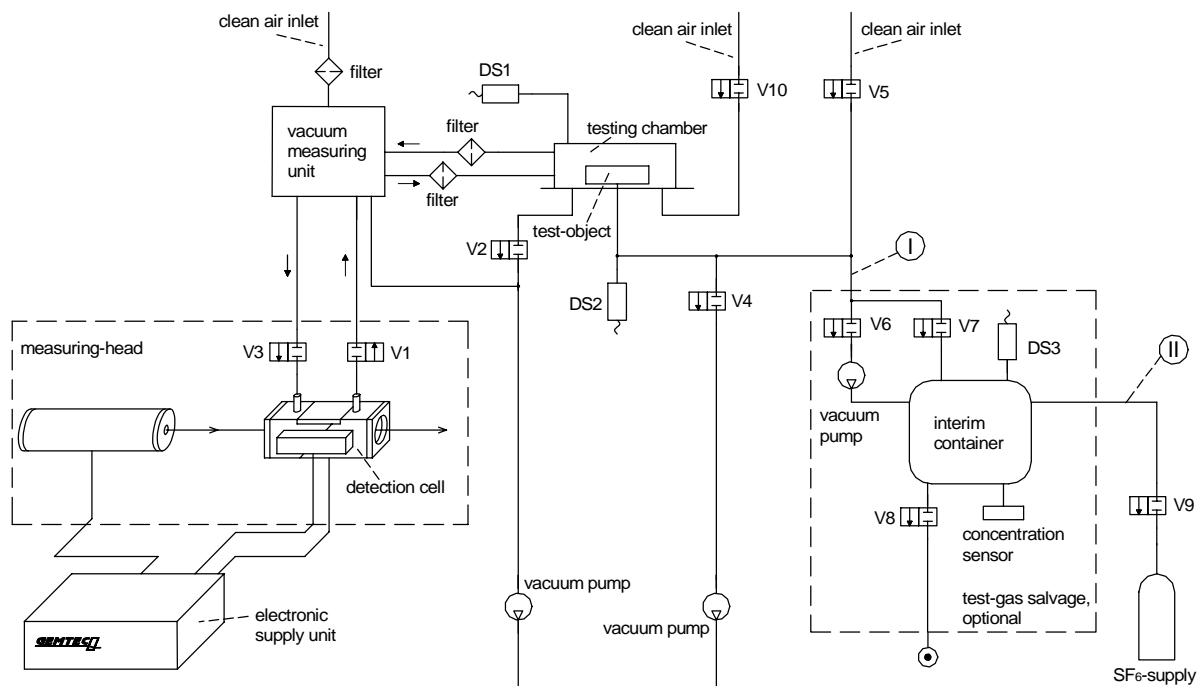 clean air inlet
filter
vacuum
measuring
unit
filter
filter
DS1
testing chamber
test-object
clean air inlet
V10
clean air inlet
V5
V2
DS2
V4
I
measuring-head
V3
V1
detection cell
electronic
supply unit
GEMTEC
vacuum pump
vacuum pump
V6
V7
DS3
II
vacuum
pump
interim
container
V8
concentration
sensor
V9
test-gas salvage,
optional
SF6-supply